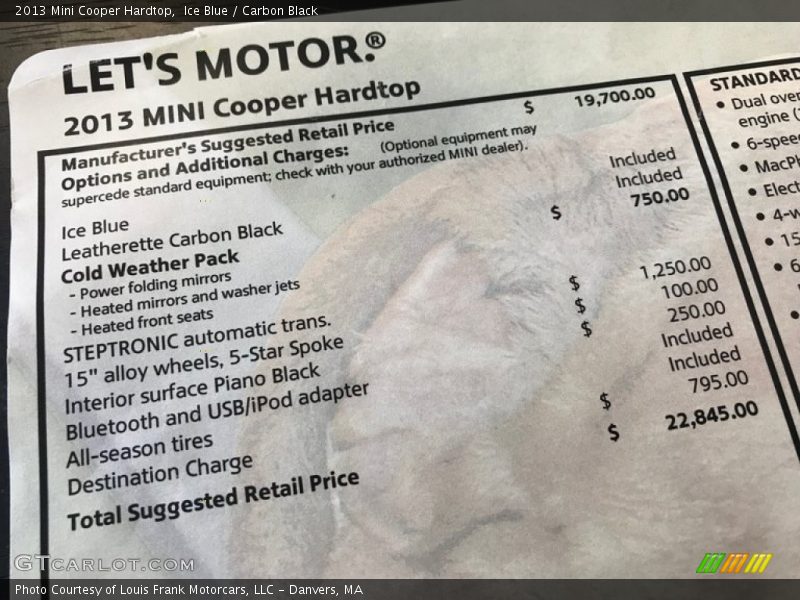 2013 Mini Cooper Hardtop,  Ice Blue / Carbon Black
LET'S MOTOR.®
2013 MINI Cooper Hardtop
Manufacturer's Suggested Retail Price $ 19,700.00
Options and Additional Charges: (Optional equipment may
supercede standard equipment; check with your authorized MINI dealer).
Ice Blue Included
Leatherette Carbon Black Included
Cold Weather Pack $ 750.00
- Power folding mirrors
- Heated mirrors and washer jets
- Heated front seats
STEPTRONIC automatic trans. $ 1,250.00
15" alloy wheels, 5-Star Spoke $ 100.00
Interior surface Piano Black $ 250.00
Bluetooth and USB/iPod adapter Included
All-season tires Included
Destination Charge $ 795.00
Total Suggested Retail Price $ 22,845.00
STANDARD
• Dual over
engine (
• 6-spee
• MacPh
• Elect
• 4-w
• 15
• 6
GTCARLOT.COM
Photo Courtesy of Louis Frank Motorcars, LLC – Danvers, MA